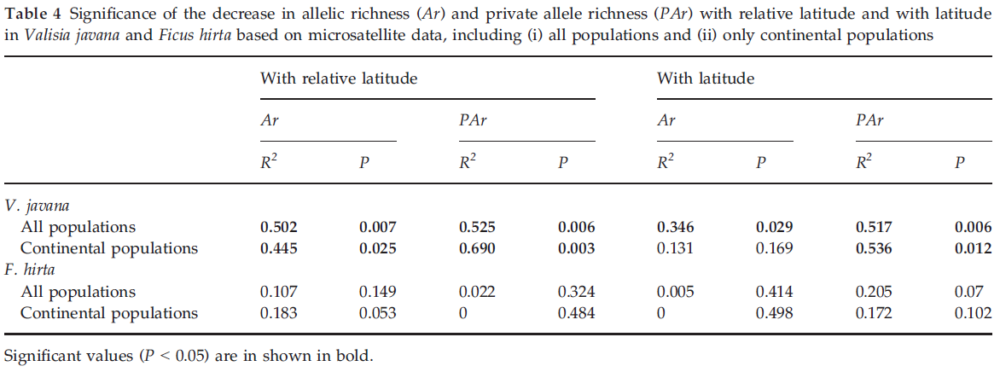 Table 4 Significance of the decrease in allelic richness (Ar) and private allele richness (PAr) with relative latitude and with latitude
in Valisia javana and Ficus hirta based on microsatellite data, including (i) all populations and (ii) only continental populations
With relative latitude With latitude
Ar PAr Ar PAr
R² P R² P R² P R² P
V. javana
All populations 0.502 0.007 0.525 0.006 0.346 0.029 0.517 0.006
Continental populations 0.445 0.025 0.690 0.003 0.131 0.169 0.536 0.012
F. hirta
All populations 0.107 0.149 0.022 0.324 0.005 0.414 0.205 0.07
Continental populations 0.183 0.053 0 0.484 0 0.498 0.172 0.102
Significant values (P < 0.05) are in shown in bold.